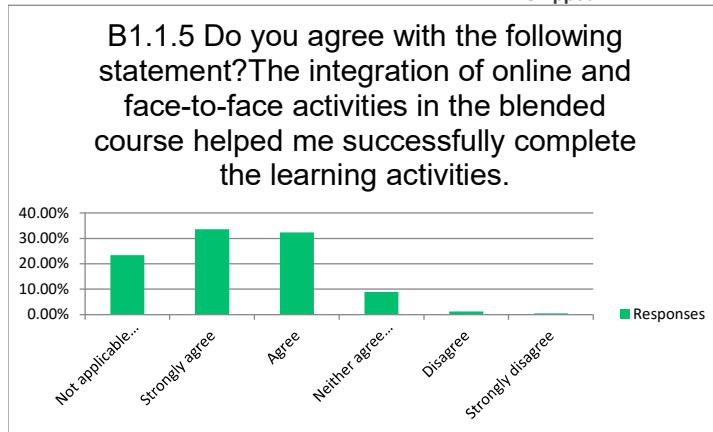 B1.1.5 Do you agree with the following
statement?The integration of online and
face-to-face activities in the blended
course helped me successfully complete
the learning activities.
40.00%
30.00%
20.00%
10.00%
0.00%
Not applicable...
Strongly agree
Agree
Neither agree...
Disagree
Strongly disagree
Responses